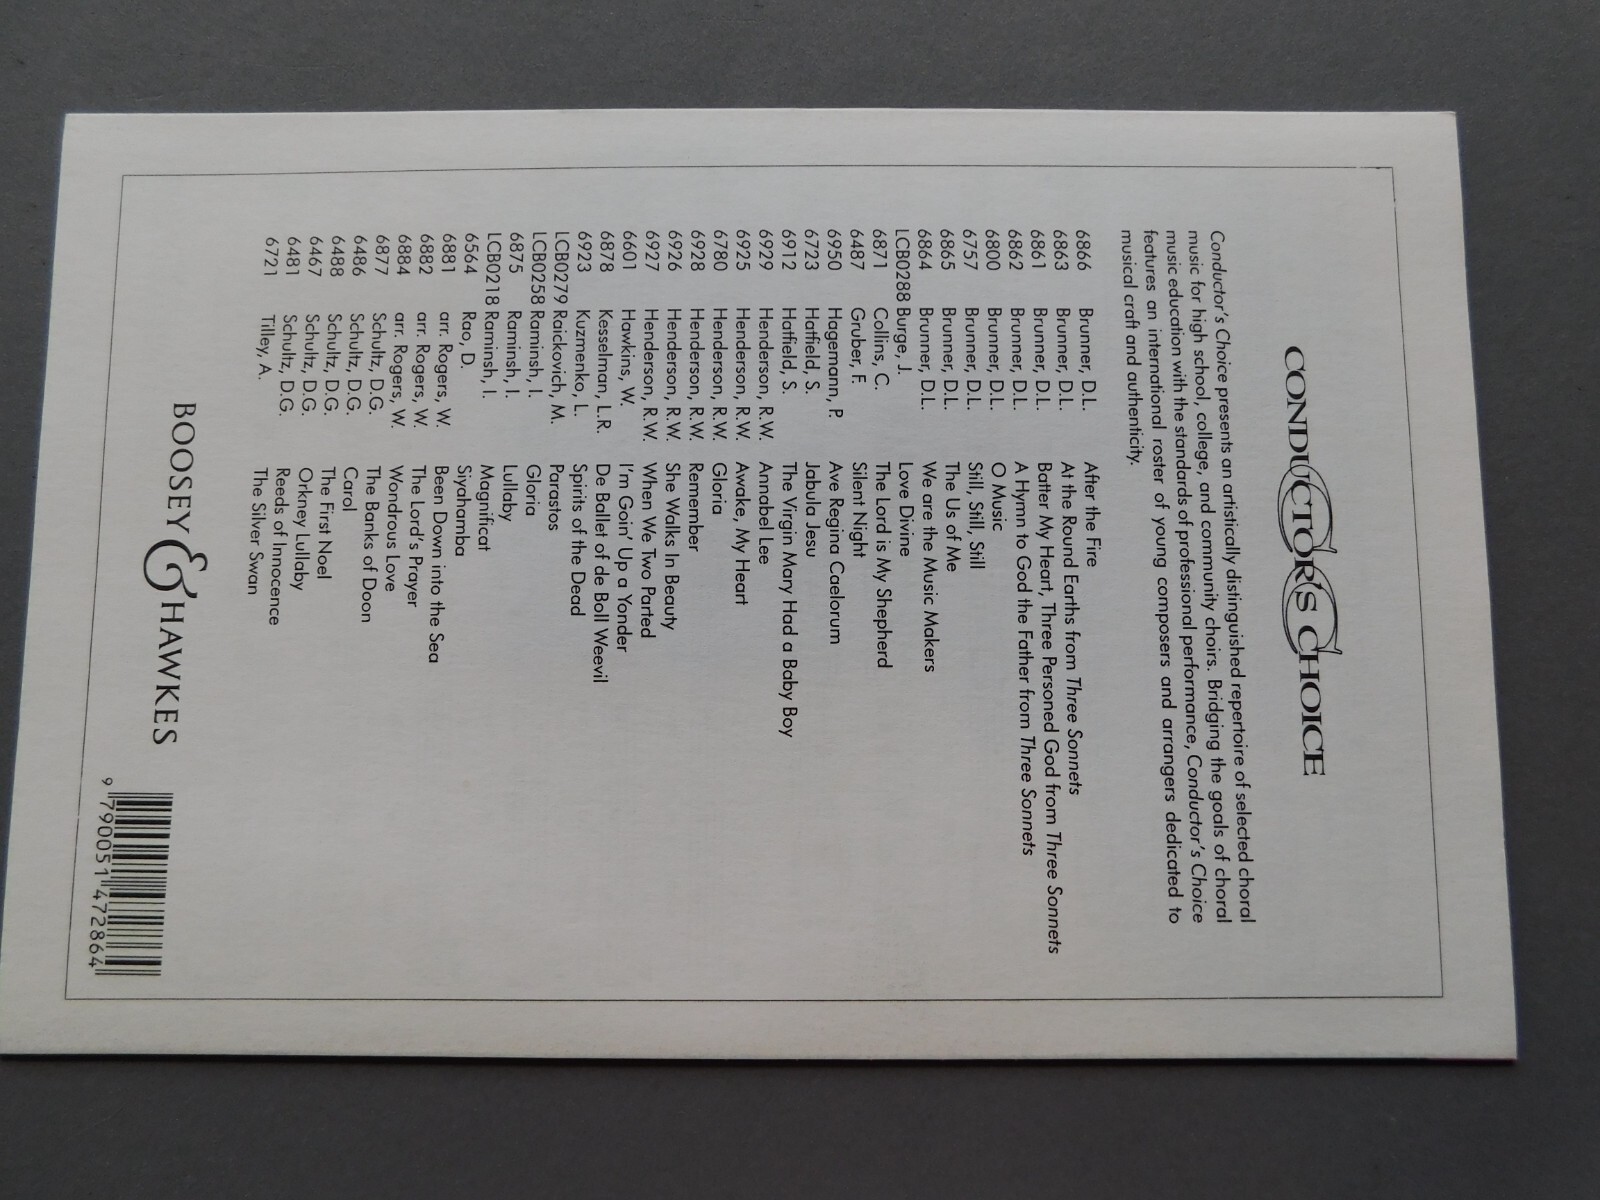 CONDUCTOR'S CHOICE
Conductor's Choice presents an artistically distinguished repertoire of selected choral
music for high school, college, and community choirs. Bridging the goals of choral
music education with the standards of professional performance, Conductor's Choice
features an international roster of young composers and arrangers dedicated to
musical craft and authenticity.
6866 Brunner, D.L. After the Fire
6863 Brunner, D.L. At the Round Earths from Three Sonnets
6861 Brunner, D.L. Batter My Heart, Three Personed God from Three Sonnets
6862 Brunner, D.L. A Hymn to God the Father from Three Sonnets
6800 Brunner, D.L. O Music
6757 Brunner, D.L. Still, Still, Still
6865 Brunner, D.L. The Us of Me
6864 Brunner, D.L. We are the Music Makers
LCB0288 Burge, J. Love Divine
6871 Collins, C. The Lord is My Shepherd
6487 Gruber, F. Silent Night
6950 Hagemann, P. Ave Regina Caelorum
6723 Hatfield, S. Jabula Jesu
6912 Hatfield, S. The Virgin Mary Had a Baby Boy
6929 Henderson, R.W. Annabel Lee
6925 Henderson, R.W. Awake, My Heart
6780 Henderson, R.W. Gloria
6928 Henderson, R.W. Remember
6926 Henderson, R.W. She Walks In Beauty
6927 Henderson, R.W. When We Two Parted
6601 Hawkins, W. I'm Goin' Up a Yonder
6878 Kesselman, L.R. De Ballet of de Boll Weevil
6923 Kuzmenko, L. Spirits of the Dead
LCB0279 Raickovich, M. Parastos
LCB0258 Raminsh, I. Gloria
6875 Raminsh, I. Lullaby
LCB0218 Raminsh, I. Magnificat
6564 Rao, D. Siyahamba
6881 arr. Rogers, W. Been Down into the Sea
6882 arr. Rogers, W. The Lord's Prayer
6884 arr. Rogers, W. Wondrous Love
6877 Schultz, D.G. The Banks of Doon
6486 Schultz, D.G. Carol
6488 Schultz, D.G. The First Noel
6467 Schultz, D.G. Orkney Lullaby
6481 Schultz, D.G. Reeds of Innocence
6721 Tilley, A. The Silver Swan
BOOSEY & HAWKES
9 790051 472864